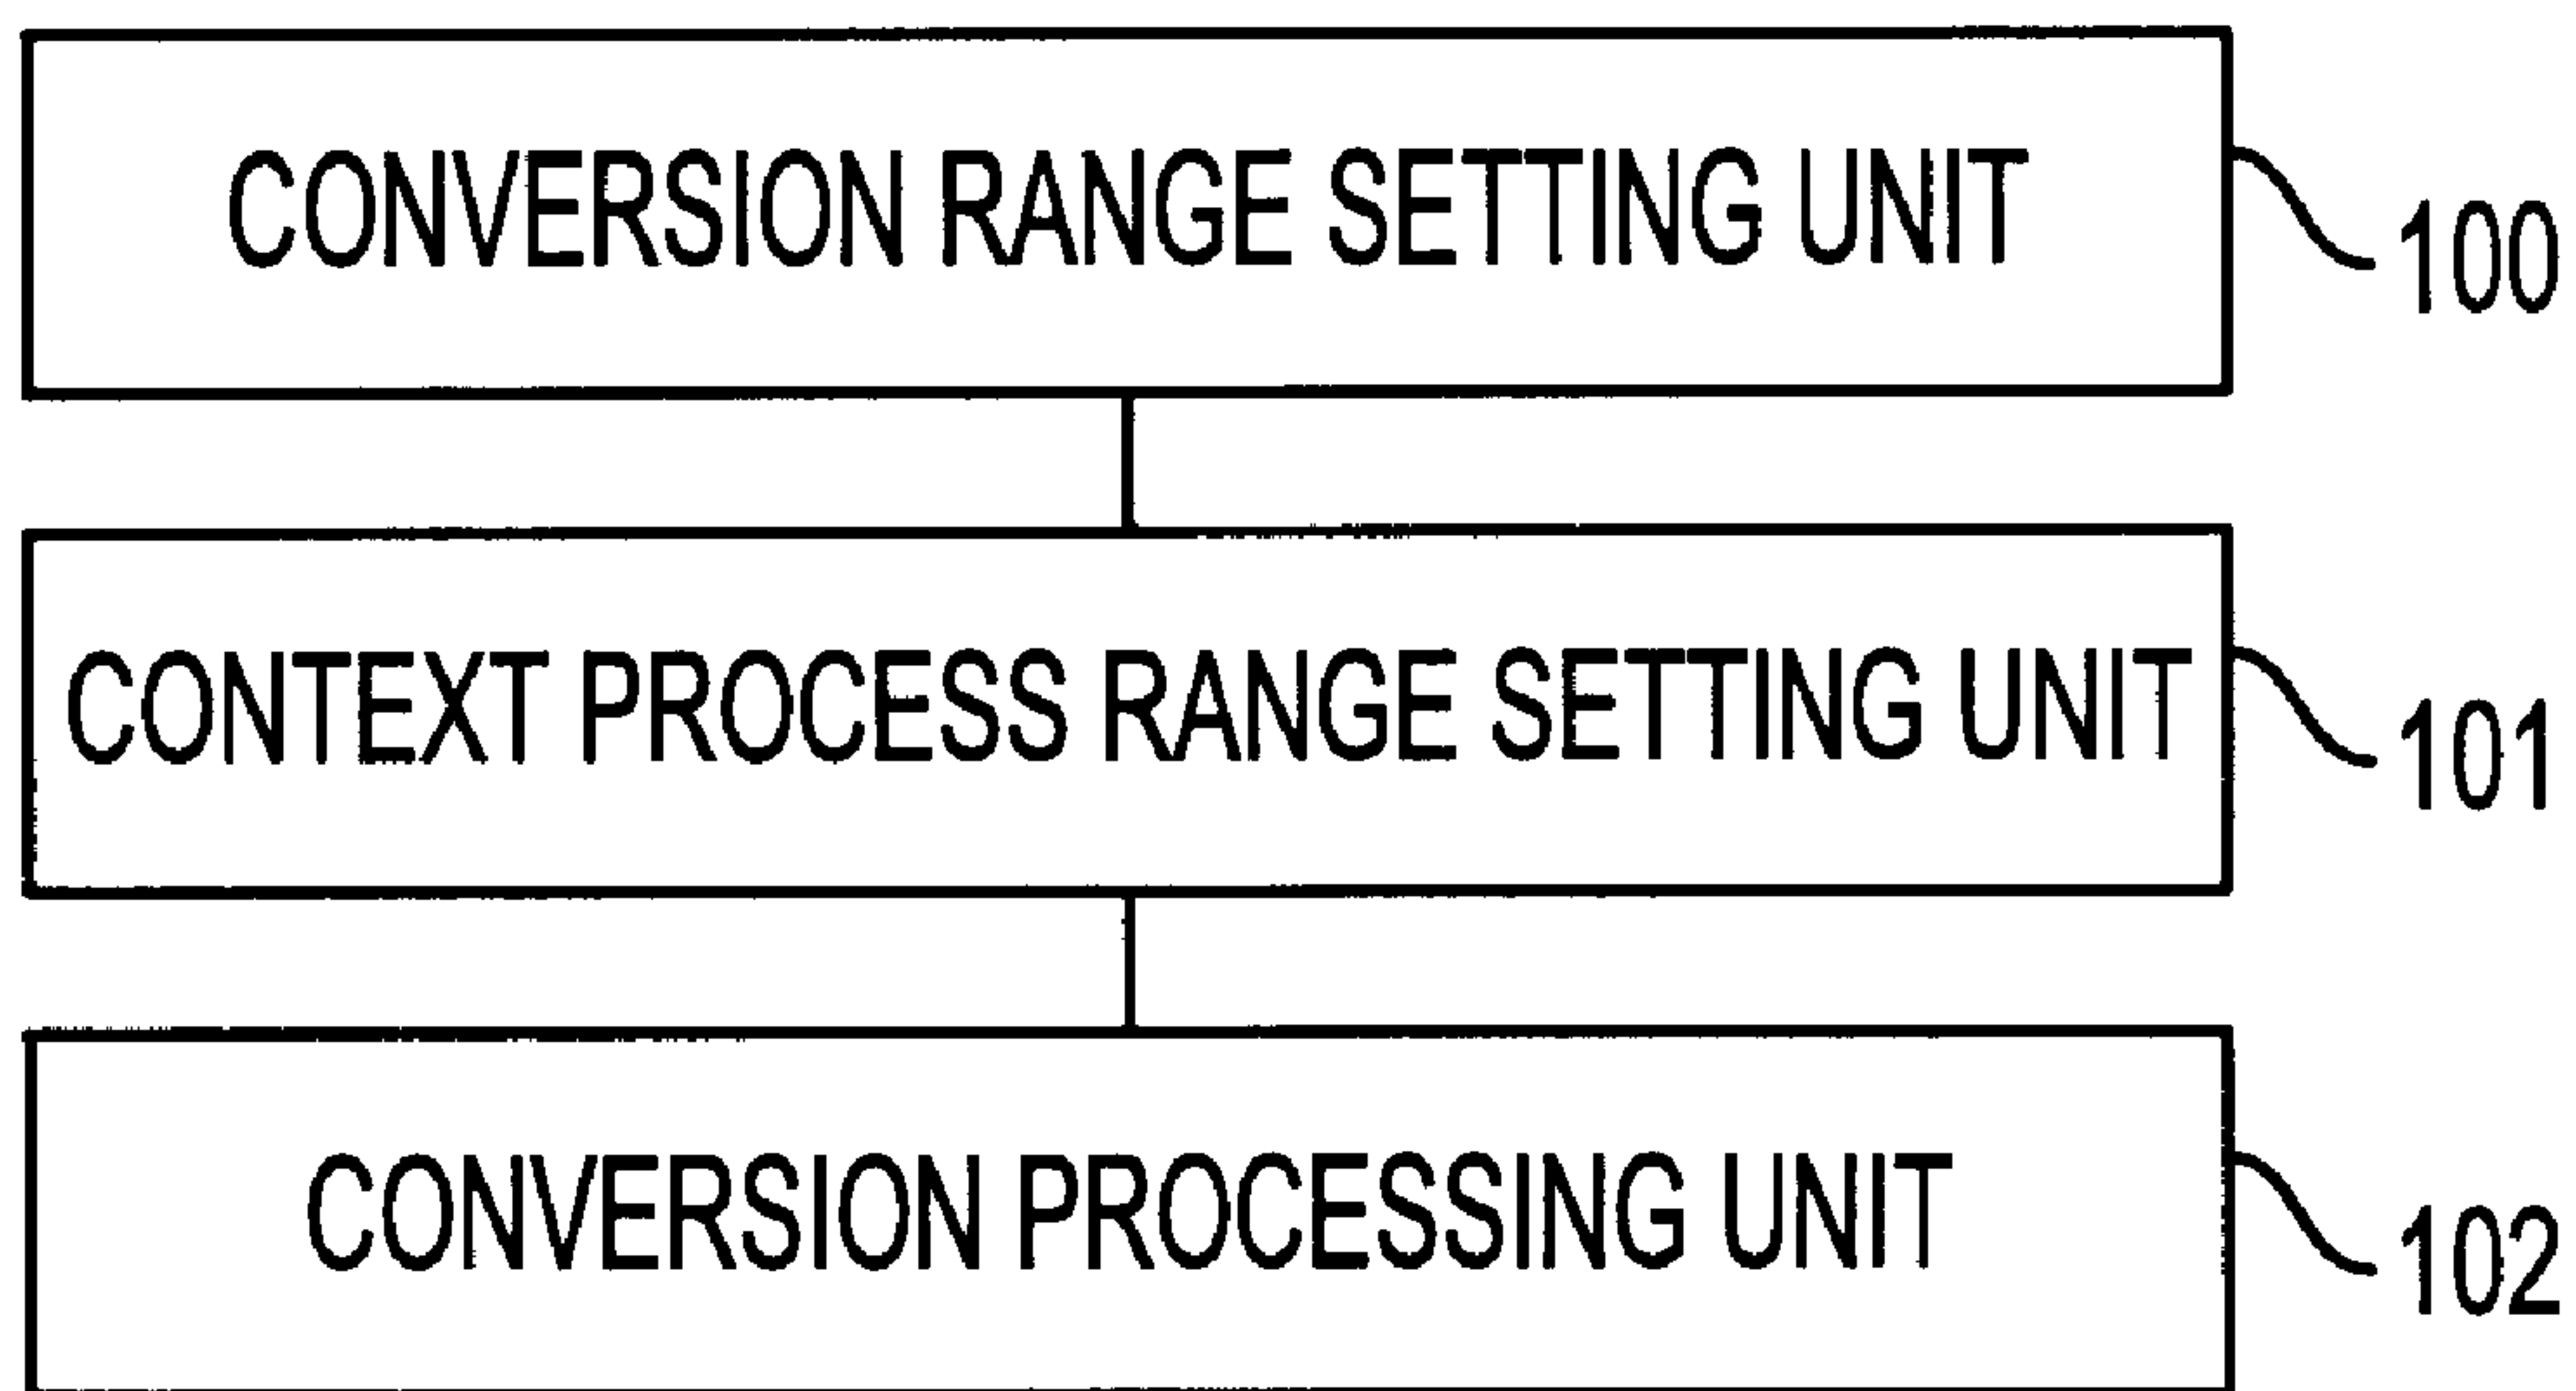 CONVERSION RANGE SETTING UNIT
100
CONTEXT PROCESS RANGE SETTING UNIT
101
CONVERSION PROCESSING UNIT
102